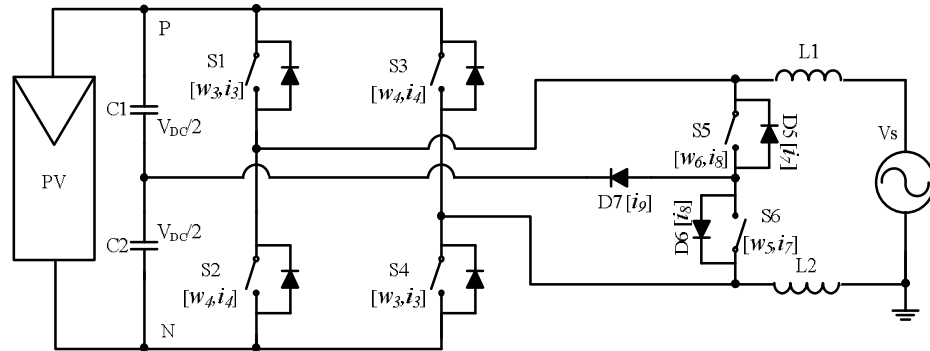 P
S1
[w3,i3]
S3
[w4,i4]
L1
C1
VDC/2
S5
[w6,i8]
D5 [i7]
Vs
PV
D7 [i9]
C2
VDC/2
D6 [i8]
S6
[w5,i7]
S2
[w4,i4]
S4
[w3,i3]
L2
N